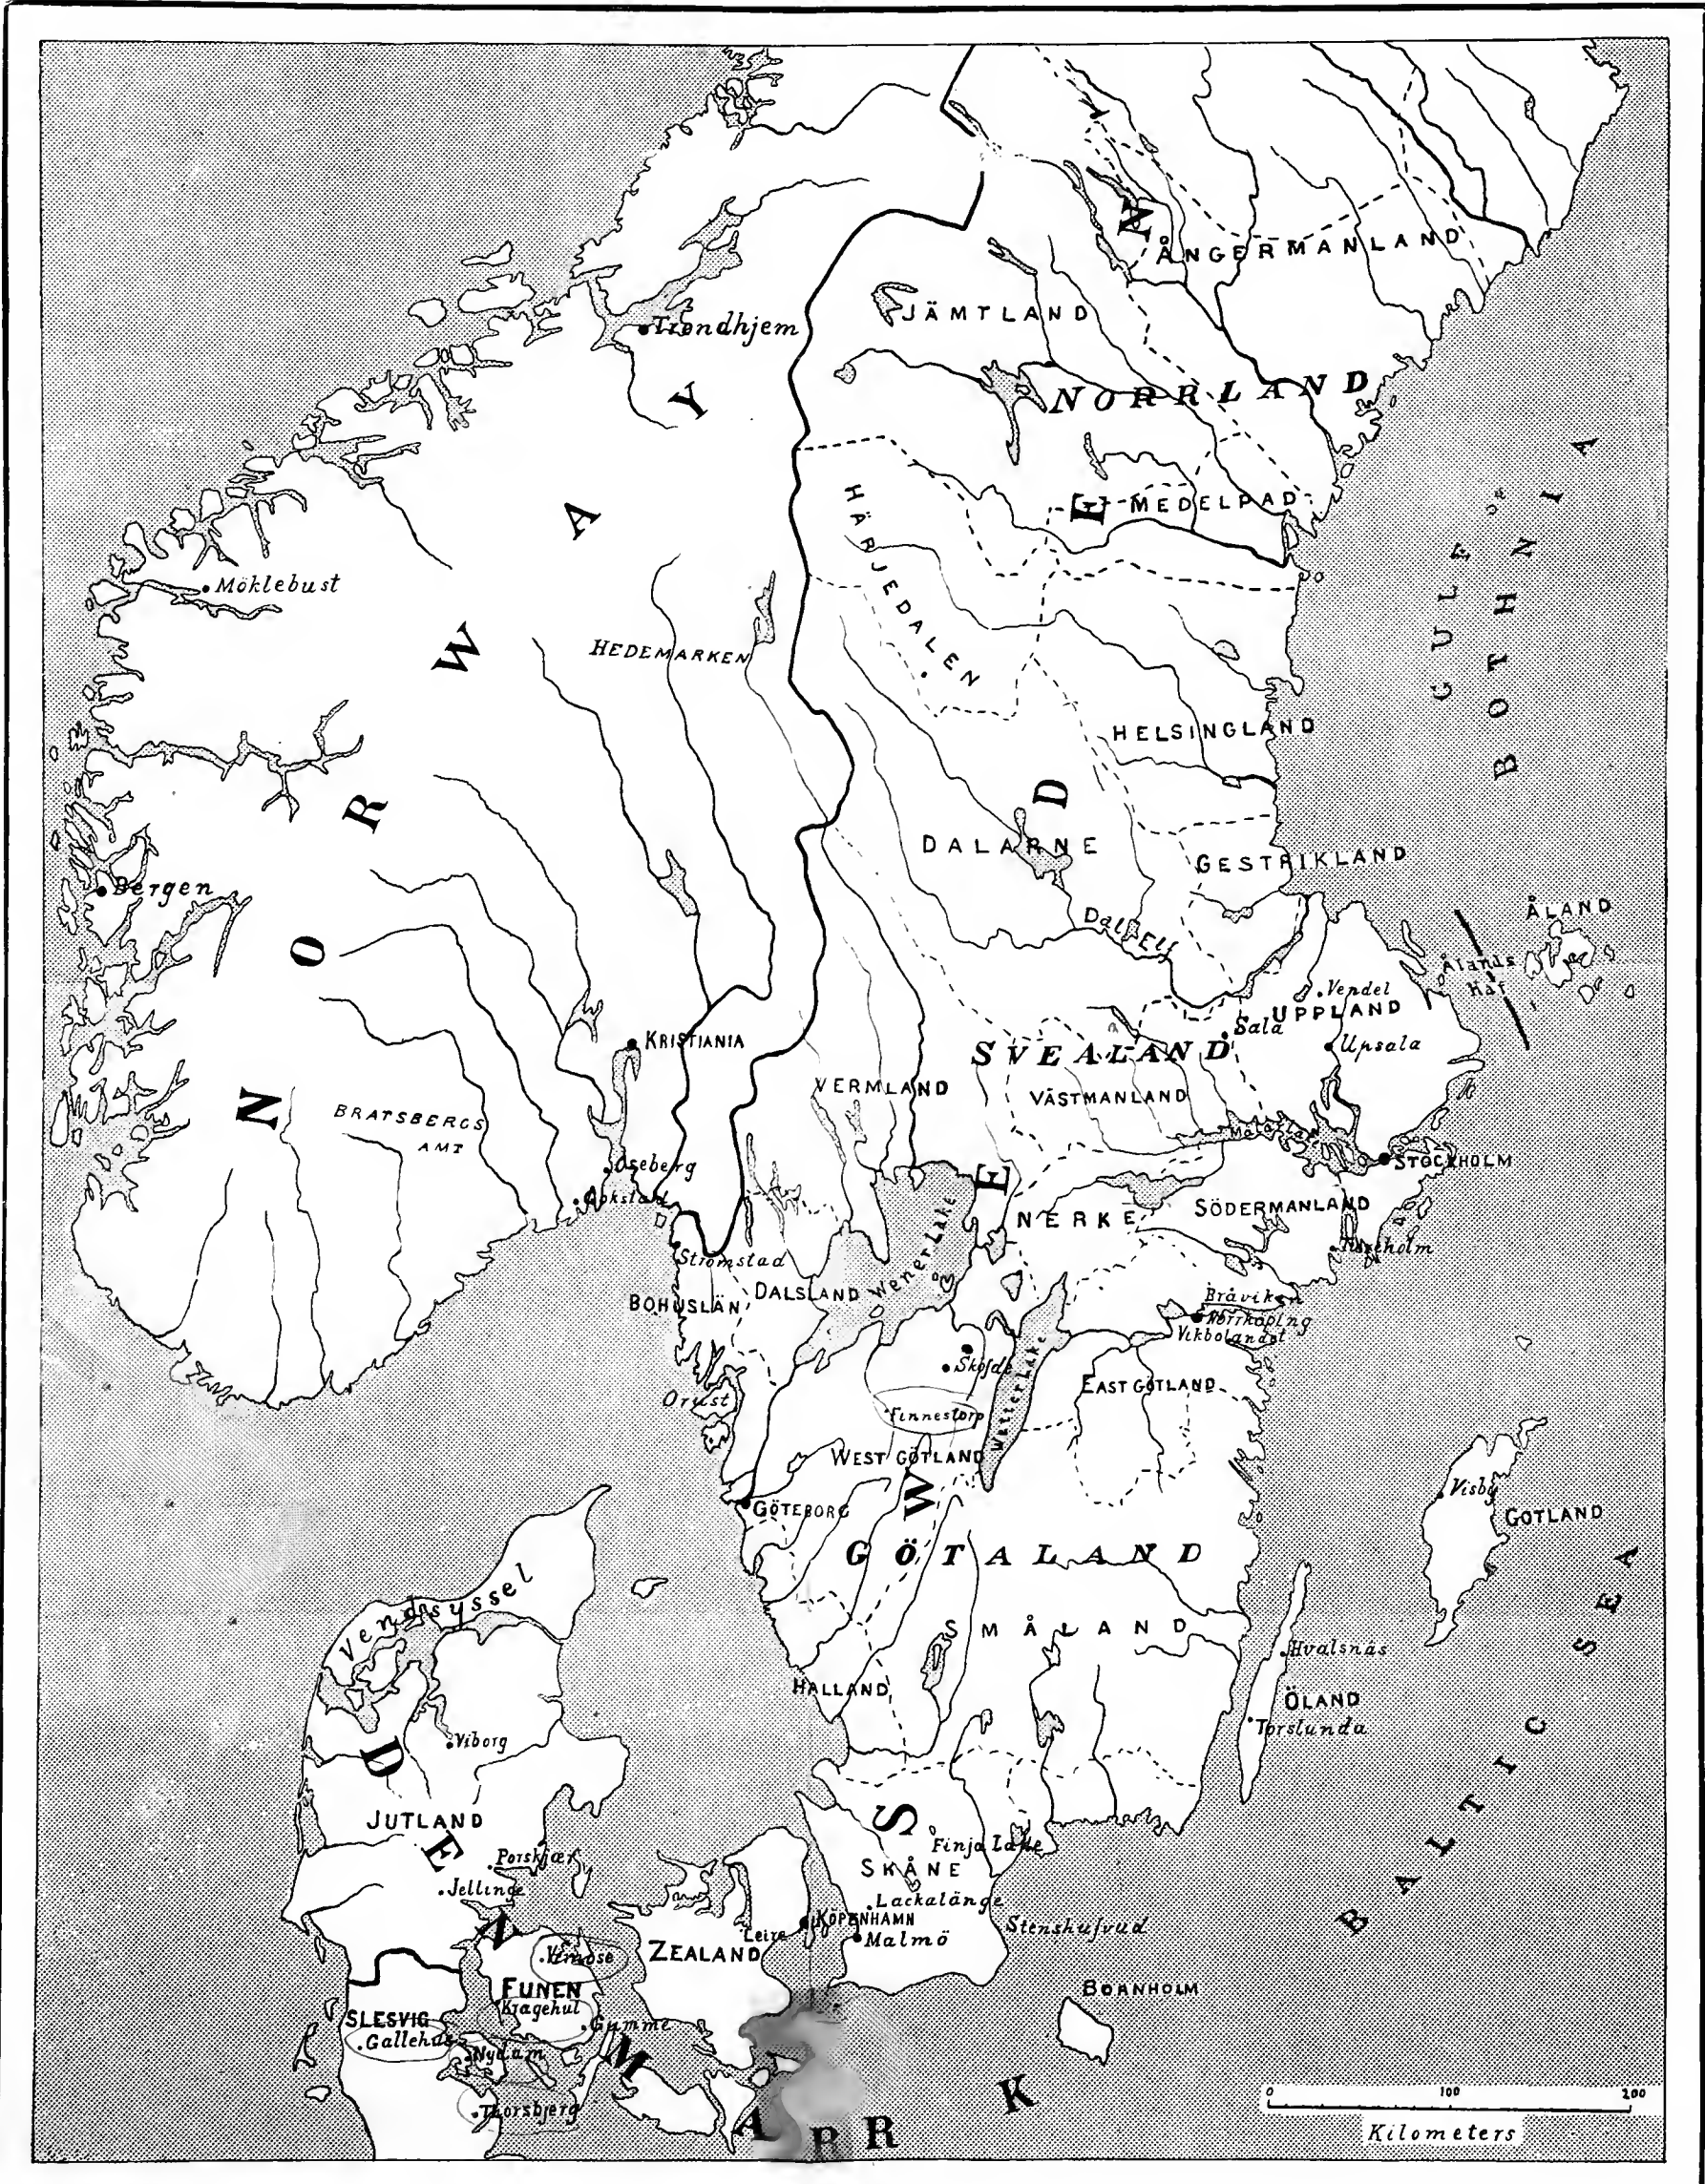 NORWAY
SWEDEN
DENMARK
ÅNGERMANLAND
JÄMTLAND
Trondhjem
NORRLAND
MEDELPAD
HÄRJEDALEN
GULF
BOTHNIA
Möklebust
HEDEMARKEN
HELSINGLAND
DALARNE
GESTRIKLAND
Bergen
Dal Elf
ÅLAND
Ålands
Haf
Vendel
UPPLAND
Sala
Upsala
KRISTIANIA
SVEALAND
VERMLAND
VÄSTMANLAND
BRATSBERGS
AMT
STOCKHOLM
Oseberg
Gokstad
Wener Lake
NERKE
SÖDERMANLAND
Strömstad
BOHUSLÄN
DALSLAND
Bråviken
Norrköping
Vikbolandet
Sköfde
Wetter Lake
EAST GÖTLAND
Orust
Finnestorp
WEST GÖTLAND
Visby
GOTLAND
GÖTEBORG
GÖTALAND
Vendsyssel
SMÅLAND
BALTIC SEA
Hvalsnäs
HALLAND
ÖLAND
Torslunda
Viborg
JUTLAND
Finja Lake
Porskjær
SKÅNE
Jellinge
Lackalänge
KÖPENHAMN
Stenshufvud
Leire
Malmö
ZEALAND
Vimose
FUNEN
BORNHOLM
Kragehul
SLESVIG
Gumme
Gallehus
Nydam
Thorsbjerg
0 100 200
Kilometers